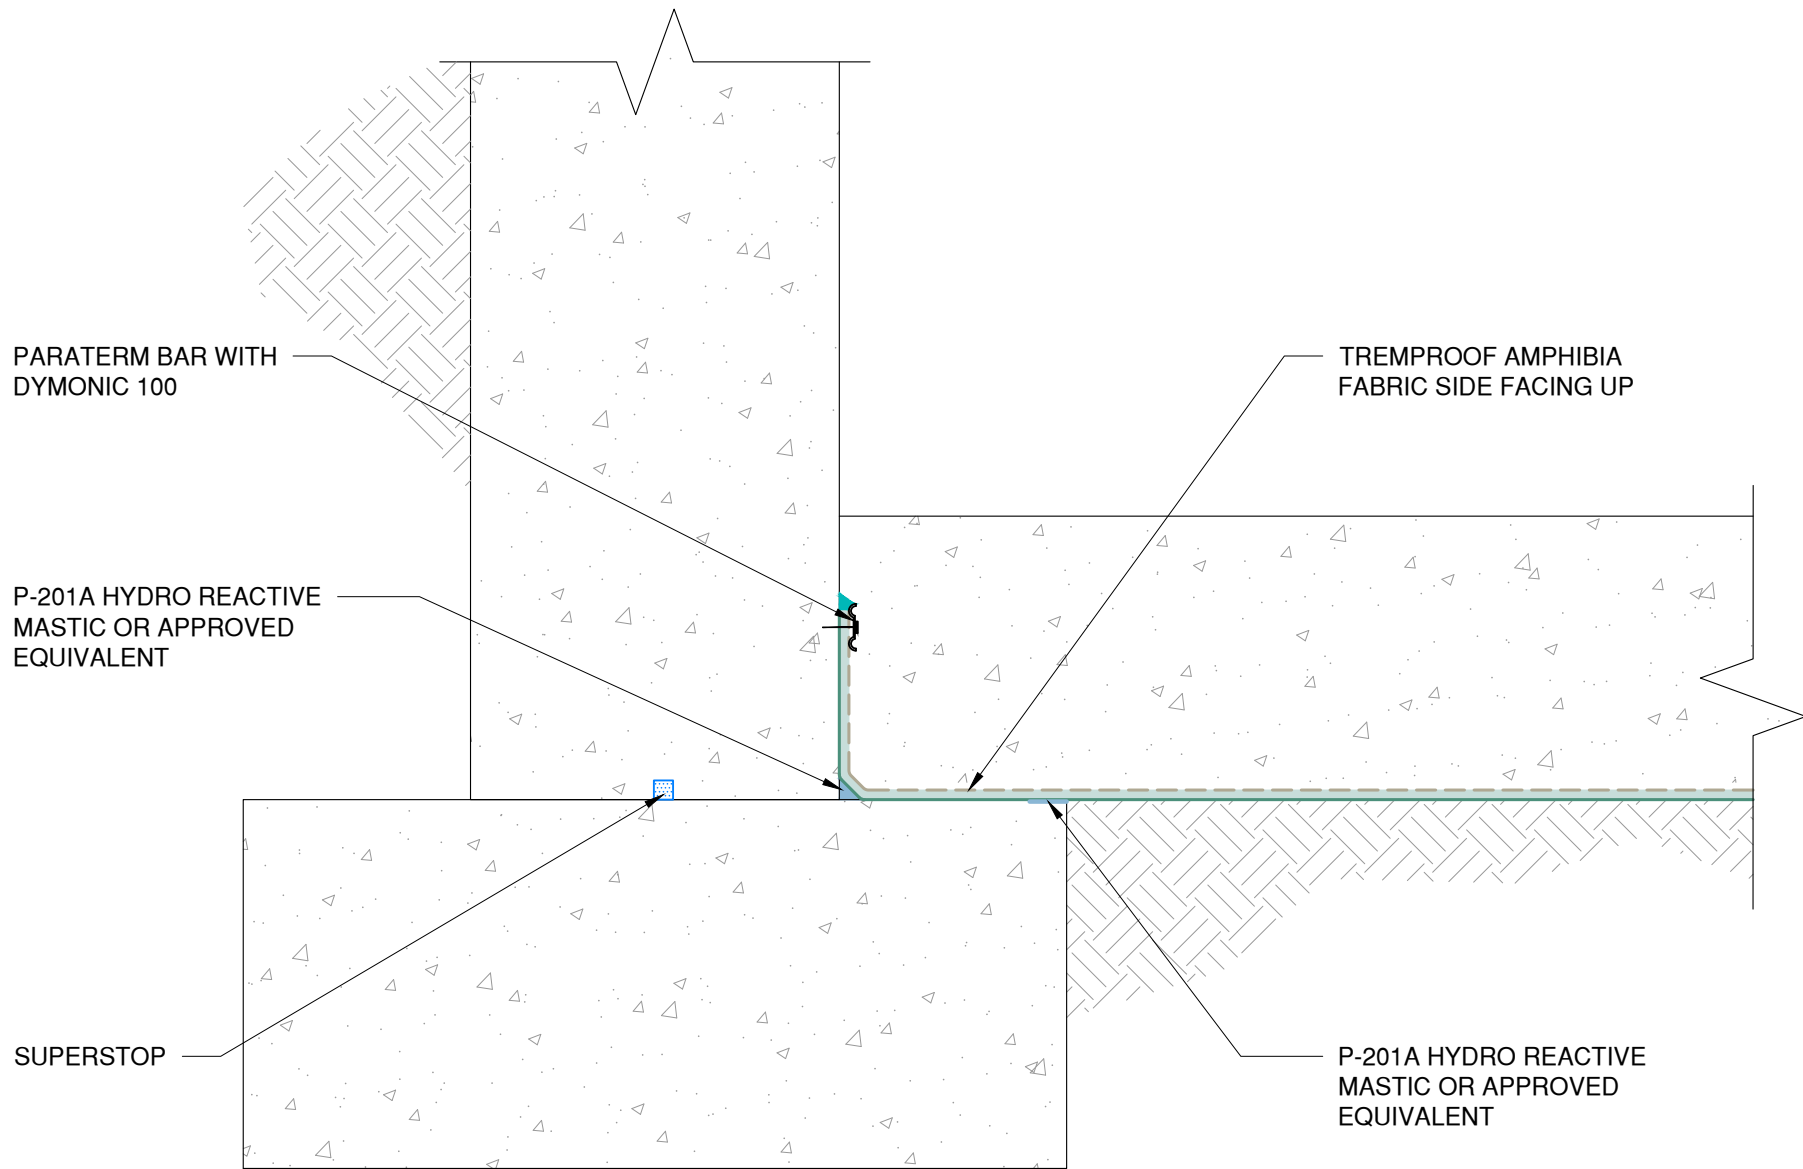 PARATERM BAR WITH
DYMONIC 100
TREMPROOF AMPHIBIA
FABRIC SIDE FACING UP
P-201A HYDRO REACTIVE
MASTIC OR APPROVED
EQUIVALENT
SUPERSTOP
P-201A HYDRO REACTIVE
MASTIC OR APPROVED
EQUIVALENT